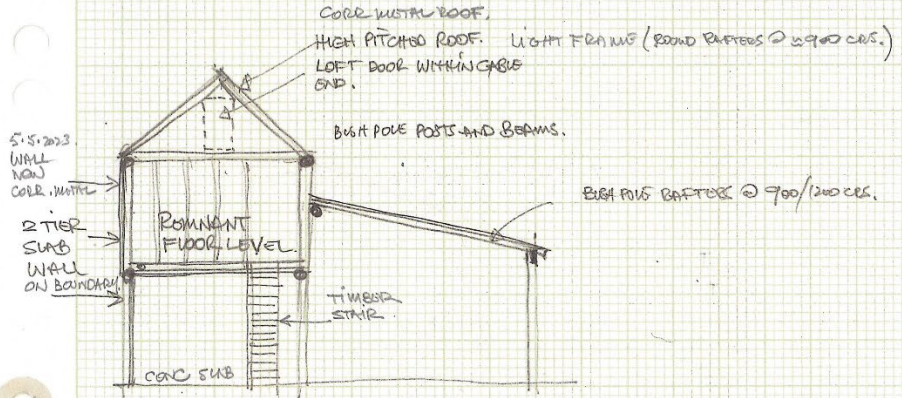 CORR METAL ROOF.
HIGH PITCHED ROOF. LIGHT FRAME (ROUND RAFTERS @ ≈900 CRS.)
LOFT DOOR WITHIN GABLE
END.
BUSH POLE POSTS AND BEAMS.
5.5.2023.
WALL
NOW
CORR. METAL
BUSH POLE RAFTERS @ 900/1200 CRS.
2 TIER
SLAB
WALL
ON BOUNDARY.
REMNANT
FLOOR LEVEL.
TIMBER
STAIR.
CONC SLAB